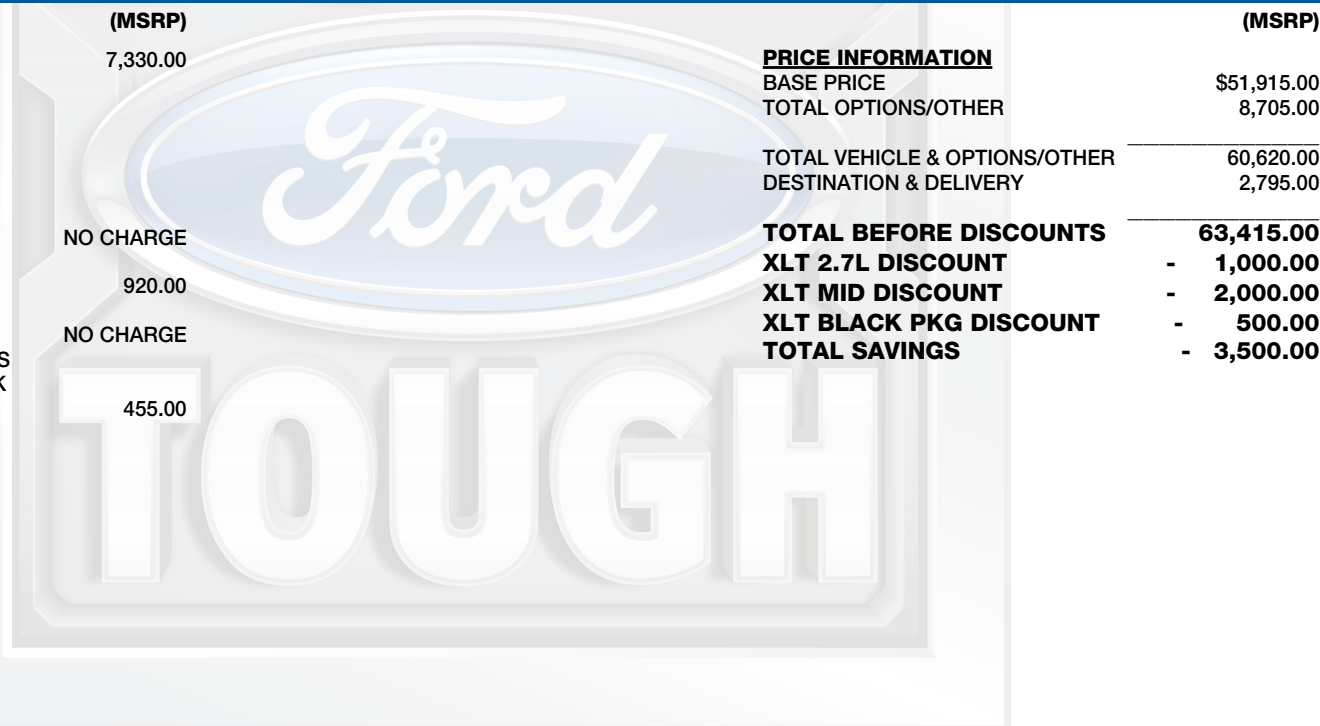 (MSRP)
7,330.00
NO CHARGE
920.00
NO CHARGE
S
K
455.00
Ford
TOUGH
(MSRP)
PRICE INFORMATION
BASE PRICE $51,915.00
TOTAL OPTIONS/OTHER 8,705.00
TOTAL VEHICLE & OPTIONS/OTHER 60,620.00
DESTINATION & DELIVERY 2,795.00
TOTAL BEFORE DISCOUNTS 63,415.00
XLT 2.7L DISCOUNT - 1,000.00
XLT MID DISCOUNT - 2,000.00
XLT BLACK PKG DISCOUNT - 500.00
TOTAL SAVINGS - 3,500.00